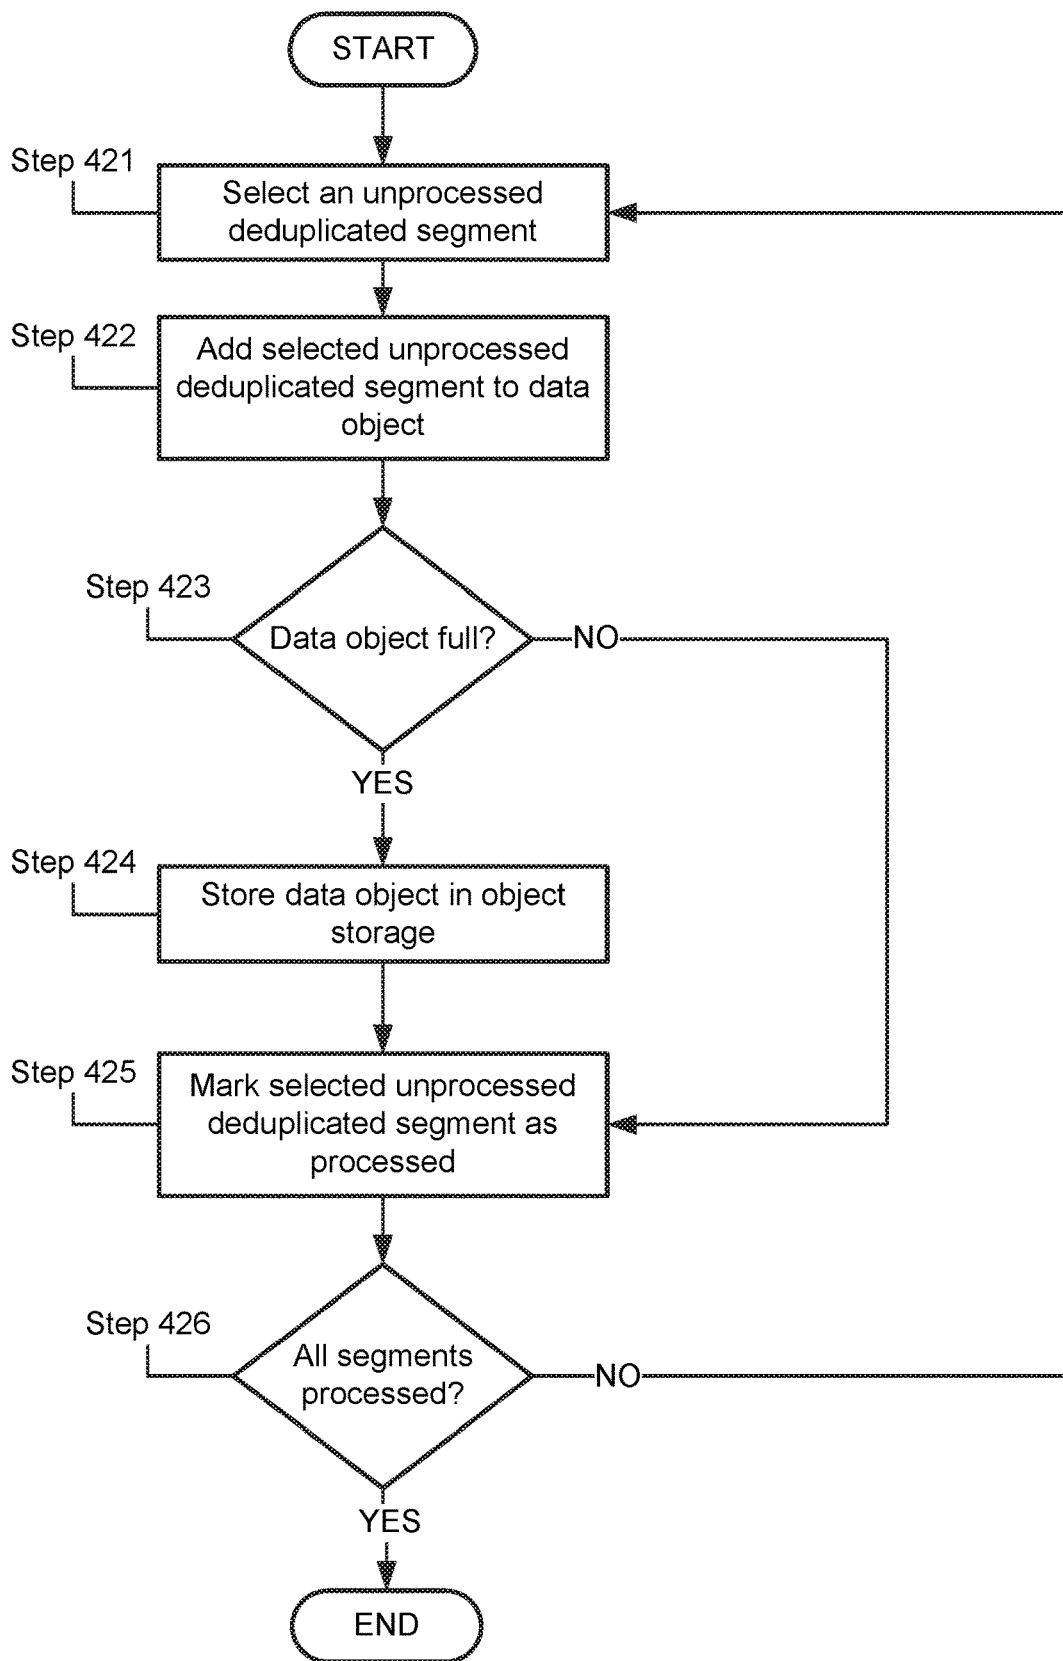 START
Step 421
Select an unprocessed
deduplicated segment
Step 422
Add selected unprocessed
deduplicated segment to data
object
Step 423
Data object full?
NO
YES
Step 424
Store data object in object
storage
Step 425
Mark selected unprocessed
deduplicated segment as
processed
Step 426
All segments
processed?
NO
YES
END